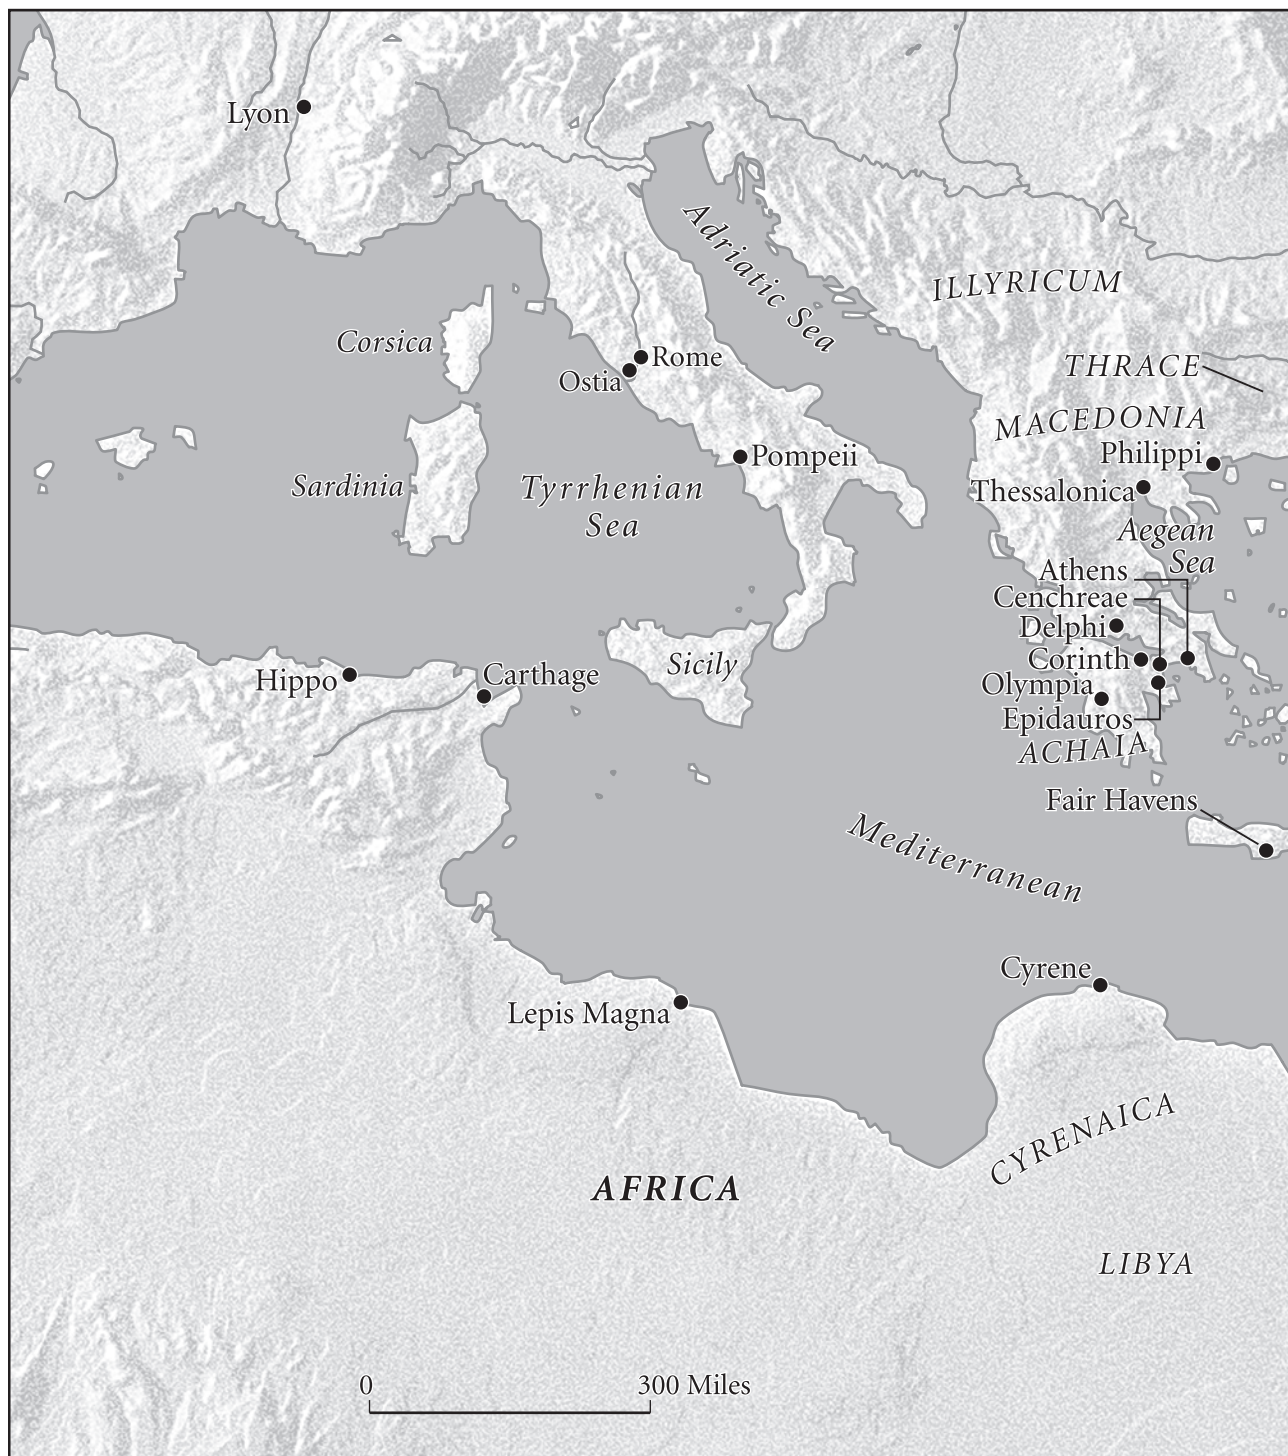 Lyon
Adriatic Sea
ILLYRICUM
Corsica
Rome
THRACE
Ostia
MACEDONIA
Philippi
Pompeii
Sardinia
Tyrrhenian
Sea
Thessalonica
Aegean
Sea
Athens
Cenchreae
Delphi
Corinth
Sicily
Hippo
Carthage
Olympia
Epidauros
ACHAIA
Fair Havens
Mediterranean
Cyrene
Lepis Magna
CYRENAICA
AFRICA
LIBYA
0 300 Miles